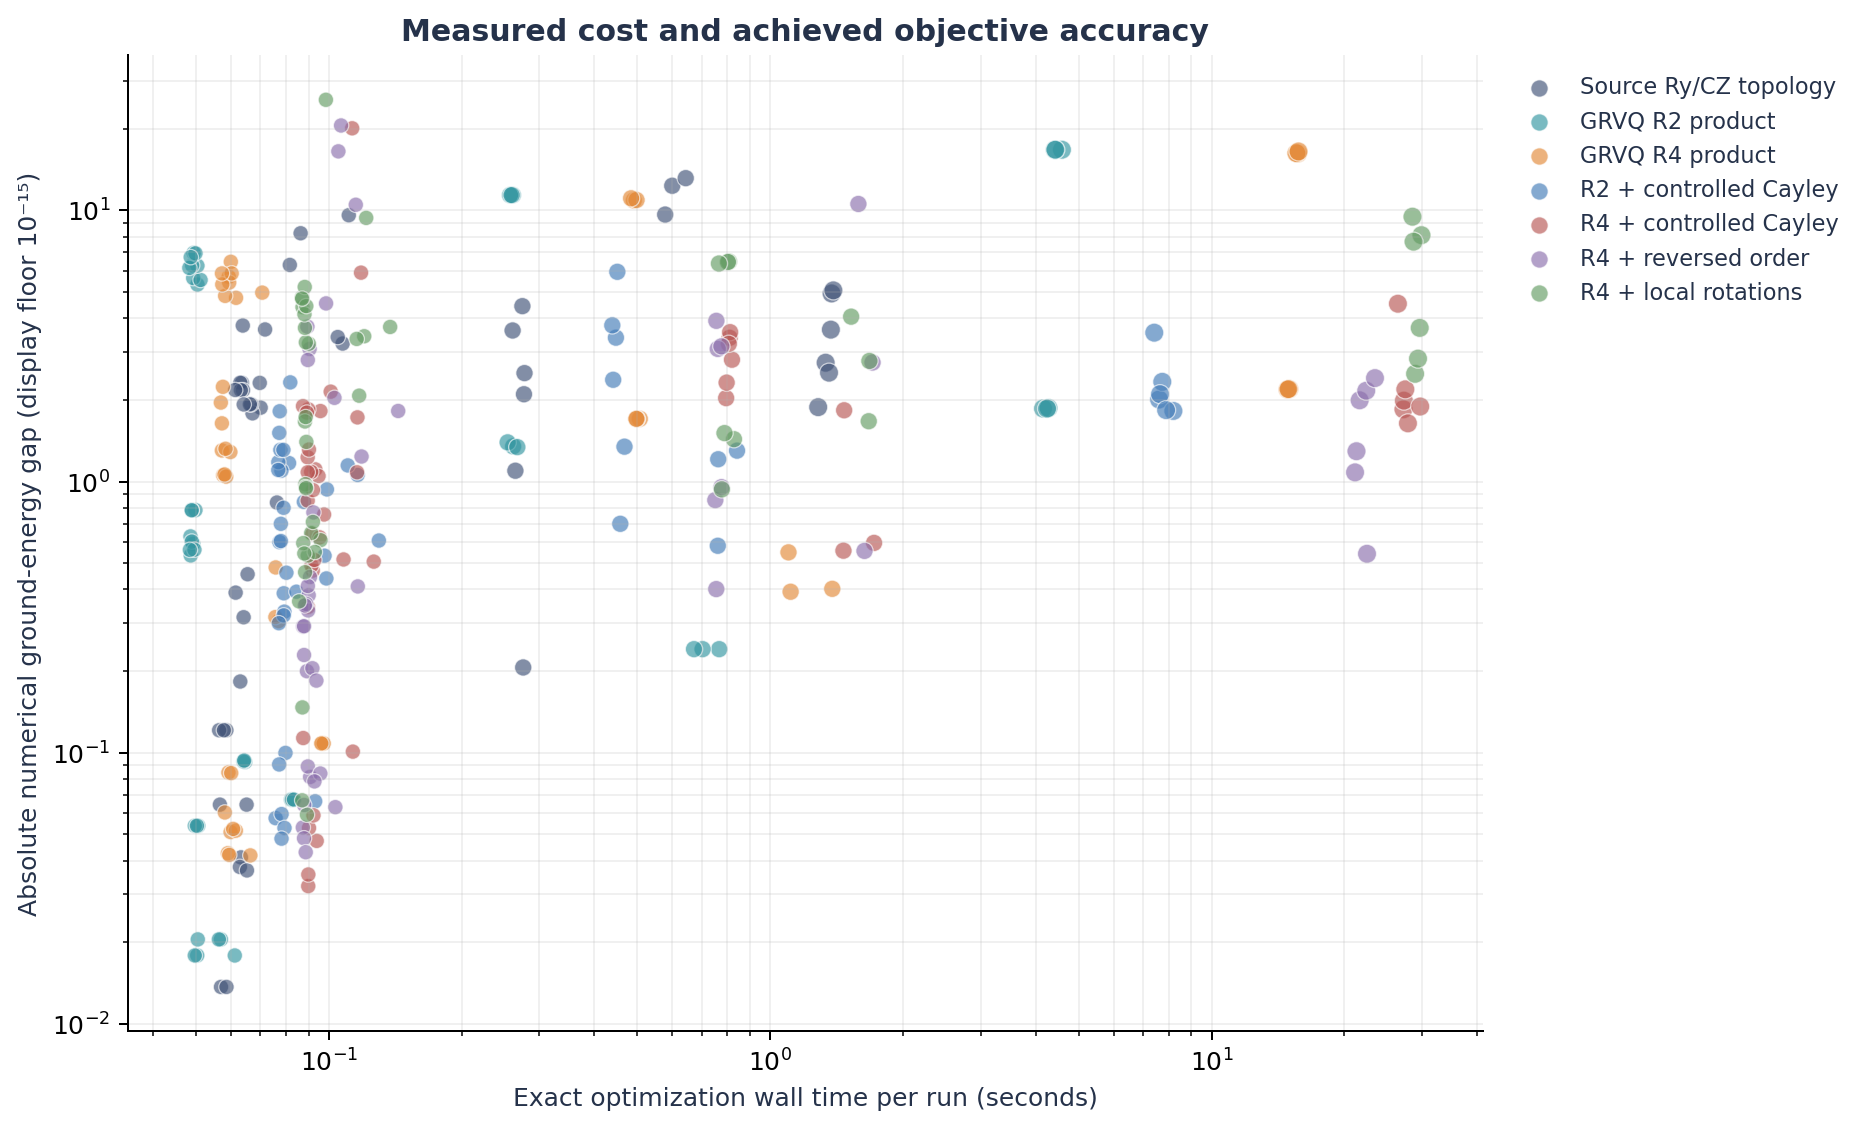 Measured cost and achieved objective accuracy
Absolute numerical ground-energy gap (display floor 10⁻¹⁵)
10¹
10⁰
10⁻¹
10⁻²
10⁻¹
10⁰
10¹
Exact optimization wall time per run (seconds)
Source Ry/CZ topology
GRVQ R2 product
GRVQ R4 product
R2 + controlled Cayley
R4 + controlled Cayley
R4 + reversed order
R4 + local rotations